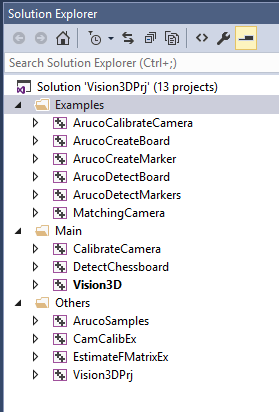 Solution Explorer
Search Solution Explorer (Ctrl+;)
Solution 'Vision3DPrj' (13 projects)
Examples
ArucoCalibrateCamera
ArucoCreateBoard
ArucoCreateMarker
ArucoDetectBoard
ArucoDetectMarkers
MatchingCamera
Main
CalibrateCamera
DetectChessboard
Vision3D
Others
ArucoSamples
CamCalibEx
EstimateFMatrixEx
Vision3DPrj